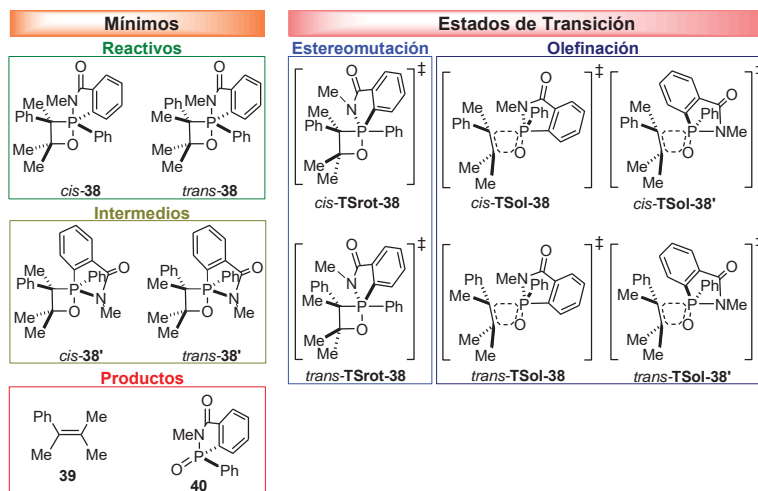 Mínimos
Estados de Transición
Reactivos
Estereomutación
Olefinación
O
MeN
Me
Ph
P
O
Ph
Me
Me
cis-38
O
Ph
MeN
Me
P
O
Ph
Me
Me
trans-38
O
Me
N
Me
Ph
P
Ph
O
Me
Me
‡
cis-TSrot-38
O
MeN
Me
Ph
Ph
P
O
Me
Me
‡
cis-TSol-38
O
Me
Ph
Ph
P
NMe
O
Me
Me
‡
cis-TSol-38'
Intermedios
O
Me
Ph
Ph
P
N
O
Me
Me
Me
cis-38'
O
Ph
Ph
Me
P
N
O
Me
Me
Me
trans-38'
O
Me
N
Ph
Me
P
Ph
O
Me
Me
‡
trans-TSrot-38
O
MeN
Ph
Ph
Me
P
O
Me
Me
‡
trans-TSol-38
O
Ph
Ph
Me
P
NMe
O
Me
Me
‡
trans-TSol-38'
Productos
Ph
Me
Me
Me
39
O
MeN
P
O
Ph
40